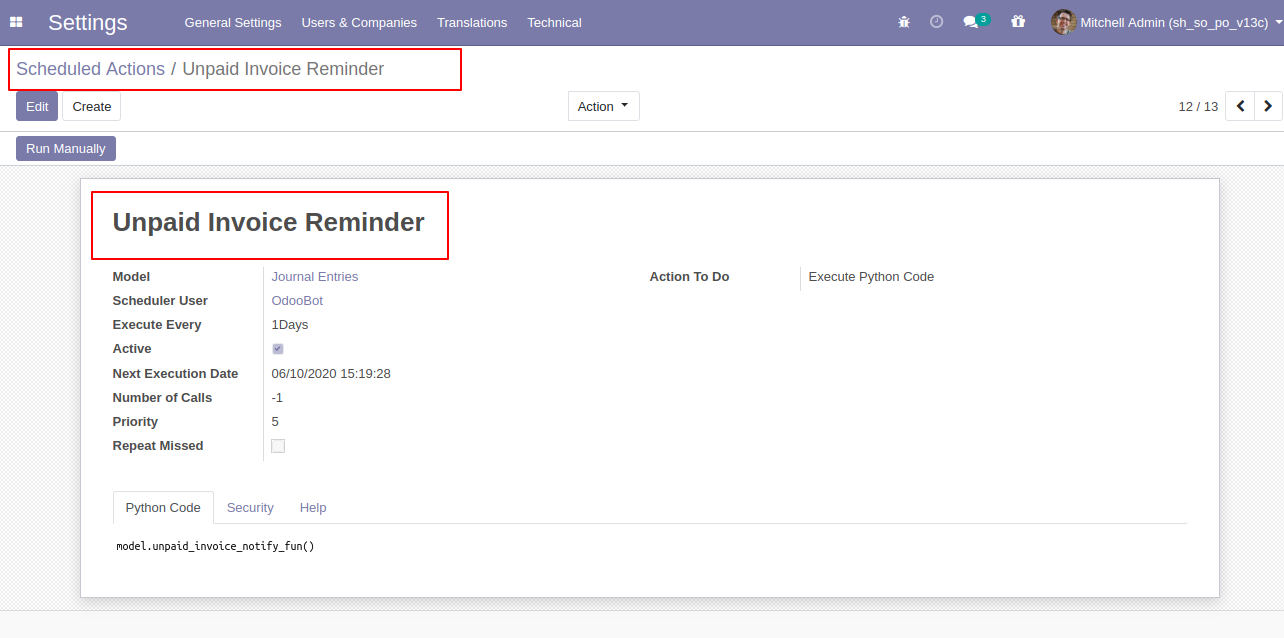 Settings General Settings Users & Companies Translations Technical 3 Mitchell Admin (sh_so_po_v13c)
Scheduled Actions / Unpaid Invoice Reminder
Edit Create Action 12 / 13
Run Manually
Unpaid Invoice Reminder
Model Journal Entries Action To Do Execute Python Code
Scheduler User OdooBot
Execute Every 1Days
Active
Next Execution Date 06/10/2020 15:19:28
Number of Calls -1
Priority 5
Repeat Missed
Python Code Security Help
model.unpaid_invoice_notify_fun()